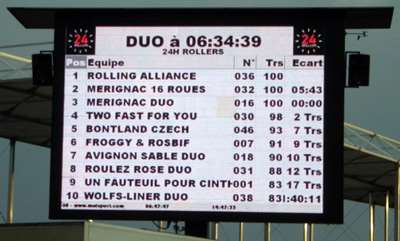 24 DUO à 06:34:39 24
24H ROLLERS
Pos Equipe N° Trs Ecart
1 ROLLING ALLIANCE 036 100
2 MERIGNAC 16 ROUES 032 100 05:43
3 MERIGNAC DUO 016 100 00:00
4 TWO FAST FOR YOU 030 98 2 Trs
5 BONTLAND CZECH 046 93 7 Trs
6 FROGGY & ROSBIF 007 91 9 Trs
7 AVIGNON SABLE DUO 018 90 10 Trs
8 ROULEZ ROSE DUO 031 88 12 Trs
9 UN FAUTEUIL POUR CINTH001 83 17 Trs
10 WOLFS-LINER DUO 038 83 1:40:11